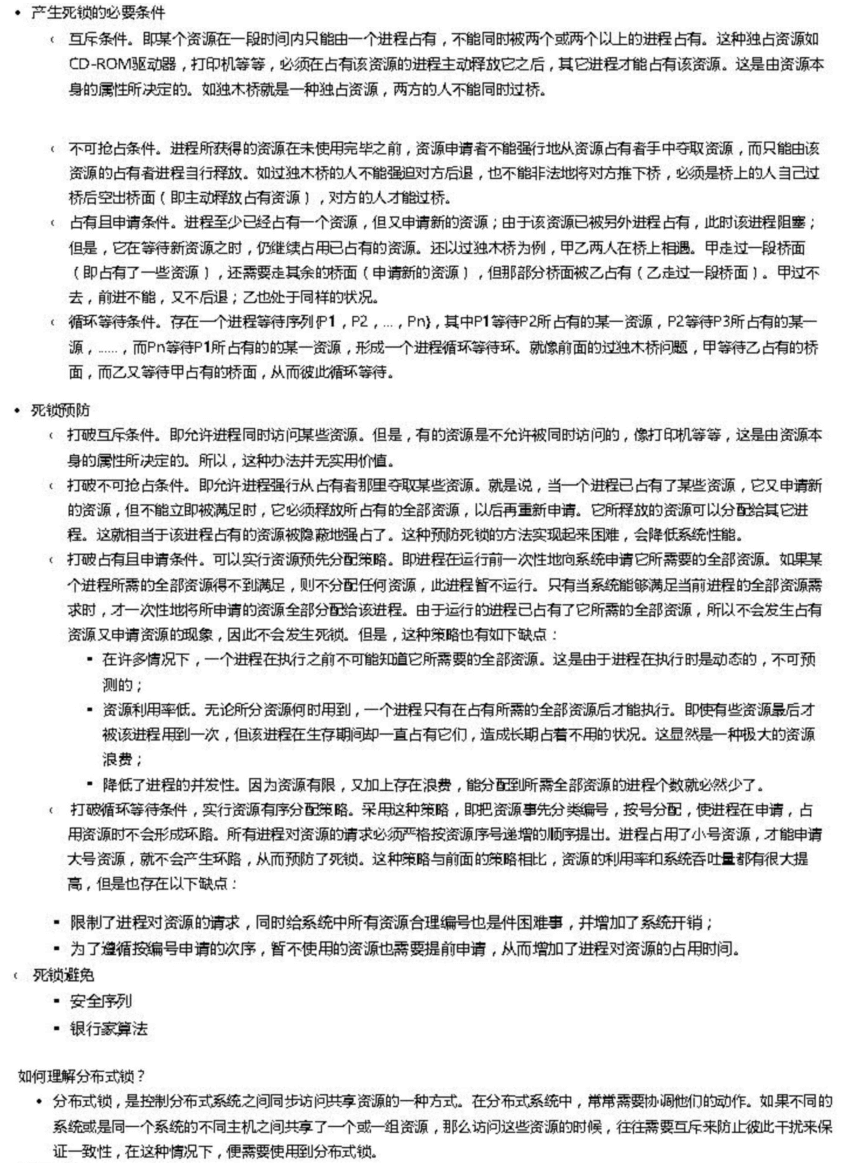 • 产生死锁的必要条件
‹ 互斥条件。即某个资源在一段时间内只能由一个进程占有，不能同时被两个或两个以上的进程占有。这种独占资源如
CD-ROM驱动器，打印机等等，必须在占有该资源的进程主动释放它之后，其它进程才能占有该资源。这是由资源本
身的属性所决定的。如独木桥就是一种独占资源，两方的人不能同时过桥。
‹ 不可抢占条件。进程所获得的资源在未使用完毕之前，资源申请者不能强行地从资源占有者手中夺取资源，而只能由该
资源的占有者进程自行释放。如过独木桥的人不能强迫对方后退，也不能非法地将对方推下桥，必须是桥上的人自己过
桥后空出桥面（即主动释放占有资源），对方的人才能过桥。
‹ 占有且申请条件。进程至少已经占有一个资源，但又申请新的资源；由于该资源已被另外进程占有，此时该进程阻塞；
但是，它在等待新资源之时，仍继续占用已占有的资源。还以过独木桥为例，甲乙两人在桥上相遇。甲走过一段桥面
（即占有了一些资源），还需要走其余的桥面（申请新的资源），但那部分桥面被乙占有（乙走过一段桥面）。甲过不
去，前进不能，又不后退；乙也处于同样的状况。
‹ 循环等待条件。存在一个进程等待序列{P1，P2，...，Pn}，其中P1等待P2所占有的某一资源，P2等待P3所占有的某一
源，......，而Pn等待P1所占有的的某一资源，形成一个进程循环等待环。就像前面的过独木桥问题，甲等待乙占有的桥
面，而乙又等待甲占有的桥面，从而彼此循环等待。
• 死锁预防
‹ 打破互斥条件。即允许进程同时访问某些资源。但是，有的资源是不允许被同时访问的，像打印机等等，这是由资源本
身的属性所决定的。所以，这种办法并无实用价值。
‹ 打破不可抢占条件。即允许进程强行从占有者那里夺取某些资源。就是说，当一个进程已占有了某些资源，它又申请新
的资源，但不能立即被满足时，它必须释放所占有的全部资源，以后再重新申请。它所释放的资源可以分配给其它进
程。这就相当于该进程占有的资源被隐蔽地强占了。这种预防死锁的方法实现起来困难，会降低系统性能。
‹ 打破占有且申请条件。可以实行资源预先分配策略。即进程在运行前一次性地向系统申请它所需要的全部资源。如果某
个进程所需的全部资源得不到满足，则不分配任何资源，此进程暂不运行。只有当系统能够满足当前进程的全部资源需
求时，才一次性地将所申请的资源全部分配给该进程。由于运行的进程已占有了它所需的全部资源，所以不会发生占有
资源又申请资源的现象，因此不会发生死锁。但是，这种策略也有如下缺点：
▪ 在许多情况下，一个进程在执行之前不可能知道它所需要的全部资源。这是由于进程在执行时是动态的，不可预
测的；
▪ 资源利用率低。无论所分资源何时用到，一个进程只有在占有所需的全部资源后才能执行。即使有些资源最后才
被该进程用到一次，但该进程在生存期间却一直占有它们，造成长期占着不用的状况。这显然是一种极大的资源
浪费；
▪ 降低了进程的并发性。因为资源有限，又加上存在浪费，能分配到所需全部资源的进程个数就必然少了。
‹ 打破循环等待条件，实行资源有序分配策略。采用这种策略，即把资源事先分类编号，按号分配，使进程在申请，占
用资源时不会形成环路。所有进程对资源的请求必须严格按资源序号递增的顺序提出。进程占用了小号资源，才能申请
大号资源，就不会产生环路，从而预防了死锁。这种策略与前面的策略相比，资源的利用率和系统吞吐量都有很大提
高，但是也存在以下缺点：
▪ 限制了进程对资源的请求，同时给系统中所有资源合理编号也是件困难事，并增加了系统开销；
▪ 为了遵循按编号申请的次序，暂不使用的资源也需要提前申请，从而增加了进程对资源的占用时间。
‹ 死锁避免
▪ 安全序列
▪ 银行家算法
如何理解分布式锁？
• 分布式锁，是控制分布式系统之间同步访问共享资源的一种方式。在分布式系统中，常常需要协调他们的动作。如果不同的
系统或是同一个系统的不同主机之间共享了一个或一组资源，那么访问这些资源的时候，往往需要互斥来防止彼此干扰来保
证一致性，在这种情况下，便需要使用到分布式锁。